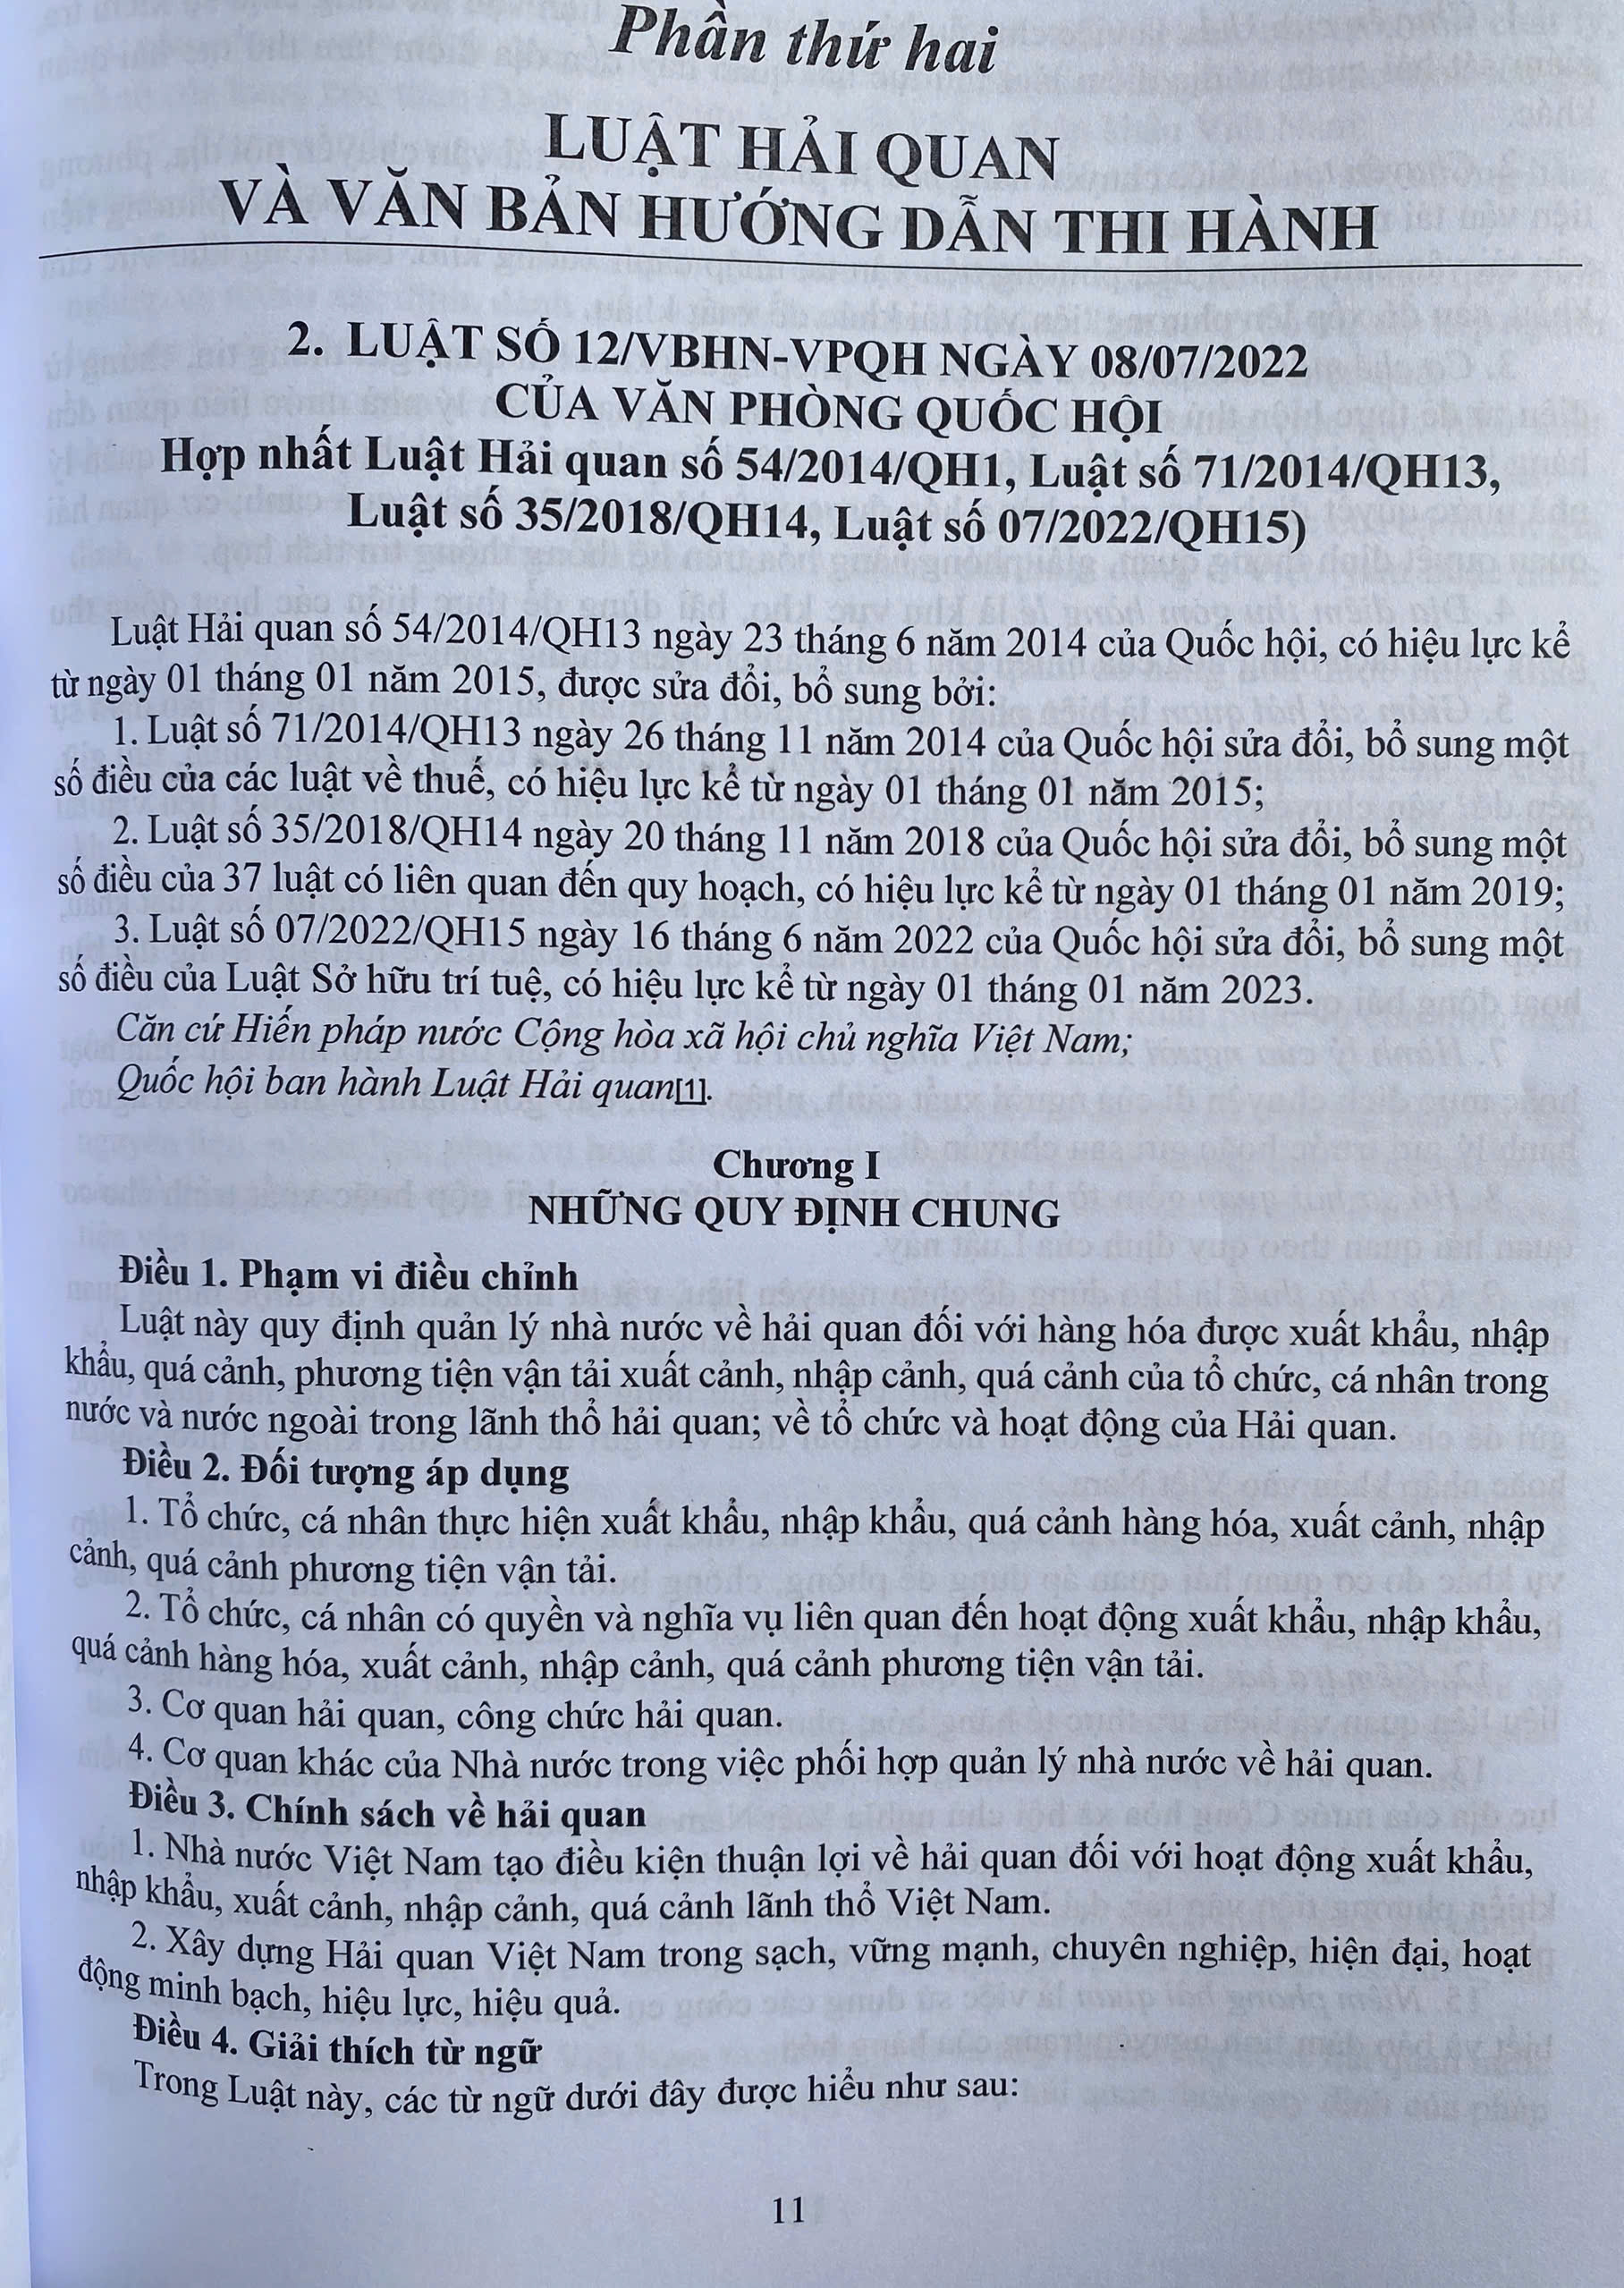 Phần thứ hai
LUẬT HẢI QUAN
VÀ VĂN BẢN HƯỚNG DẪN THI HÀNH
2. LUẬT SỐ 12/VBHN-VPQH NGÀY 08/07/2022
CỦA VĂN PHÒNG QUỐC HỘI
Hợp nhất Luật Hải quan số 54/2014/QH1, Luật số 71/2014/QH13,
Luật số 35/2018/QH14, Luật số 07/2022/QH15)
Luật Hải quan số 54/2014/QH13 ngày 23 tháng 6 năm 2014 của Quốc hội, có hiệu lực kể
từ ngày 01 tháng 01 năm 2015, được sửa đổi, bổ sung bởi:
1. Luật số 71/2014/QH13 ngày 26 tháng 11 năm 2014 của Quốc hội sửa đổi, bổ sung một
số điều của các luật về thuế, có hiệu lực kể từ ngày 01 tháng 01 năm 2015;
2. Luật số 35/2018/QH14 ngày 20 tháng 11 năm 2018 của Quốc hội sửa đổi, bổ sung một
số điều của 37 luật có liên quan đến quy hoạch, có hiệu lực kể từ ngày 01 tháng 01 năm 2019;
3. Luật số 07/2022/QH15 ngày 16 tháng 6 năm 2022 của Quốc hội sửa đổi, bổ sung một
số điều của Luật Sở hữu trí tuệ, có hiệu lực kể từ ngày 01 tháng 01 năm 2023.
Căn cứ Hiến pháp nước Cộng hòa xã hội chủ nghĩa Việt Nam;
Quốc hội ban hành Luật Hải quan[1].
Chương I
NHỮNG QUY ĐỊNH CHUNG
Điều 1. Phạm vi điều chỉnh
Luật này quy định quản lý nhà nước về hải quan đối với hàng hóa được xuất khẩu, nhập
khẩu, quá cảnh, phương tiện vận tải xuất cảnh, nhập cảnh, quá cảnh của tổ chức, cá nhân trong
nước và nước ngoài trong lãnh thổ hải quan; về tổ chức và hoạt động của Hải quan.
Điều 2. Đối tượng áp dụng
1. Tổ chức, cá nhân thực hiện xuất khẩu, nhập khẩu, quá cảnh hàng hóa, xuất cảnh, nhập
cảnh, quá cảnh phương tiện vận tải.
2. Tổ chức, cá nhân có quyền và nghĩa vụ liên quan đến hoạt động xuất khẩu, nhập khẩu,
quá cảnh hàng hóa, xuất cảnh, nhập cảnh, quá cảnh phương tiện vận tải.
3. Cơ quan hải quan, công chức hải quan.
4. Cơ quan khác của Nhà nước trong việc phối hợp quản lý nhà nước về hải quan.
Điều 3. Chính sách về hải quan
1. Nhà nước Việt Nam tạo điều kiện thuận lợi về hải quan đối với hoạt động xuất khẩu,
nhập khẩu, xuất cảnh, nhập cảnh, quá cảnh lãnh thổ Việt Nam.
2. Xây dựng Hải quan Việt Nam trong sạch, vững mạnh, chuyên nghiệp, hiện đại, hoạt
động minh bạch, hiệu lực, hiệu quả.
Điều 4. Giải thích từ ngữ
Trong Luật này, các từ ngữ dưới đây được hiểu như sau:
11